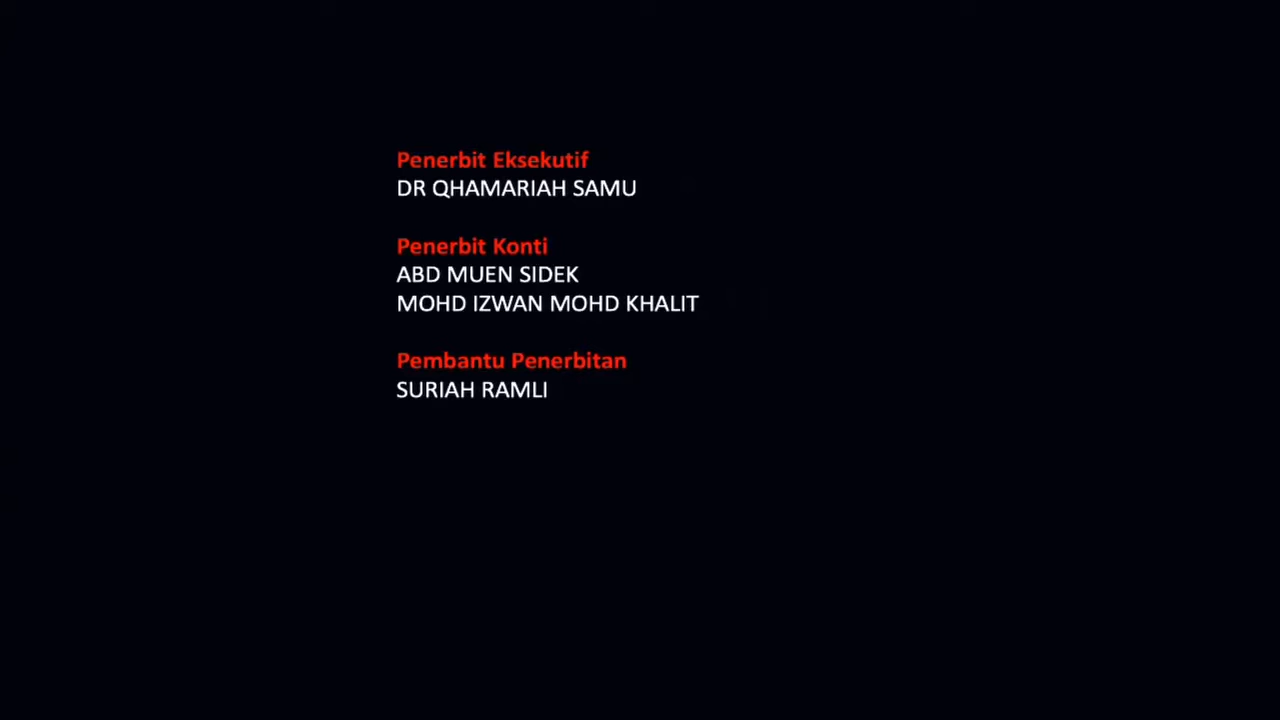 Penerbit Eksekutif
DR QHAMARIAH SAMU
Penerbit Konti
ABD MUEN SIDEK
MOHD IZWAN MOHD KHALIT
Pembantu Penerbitan
SURIAH RAMLI